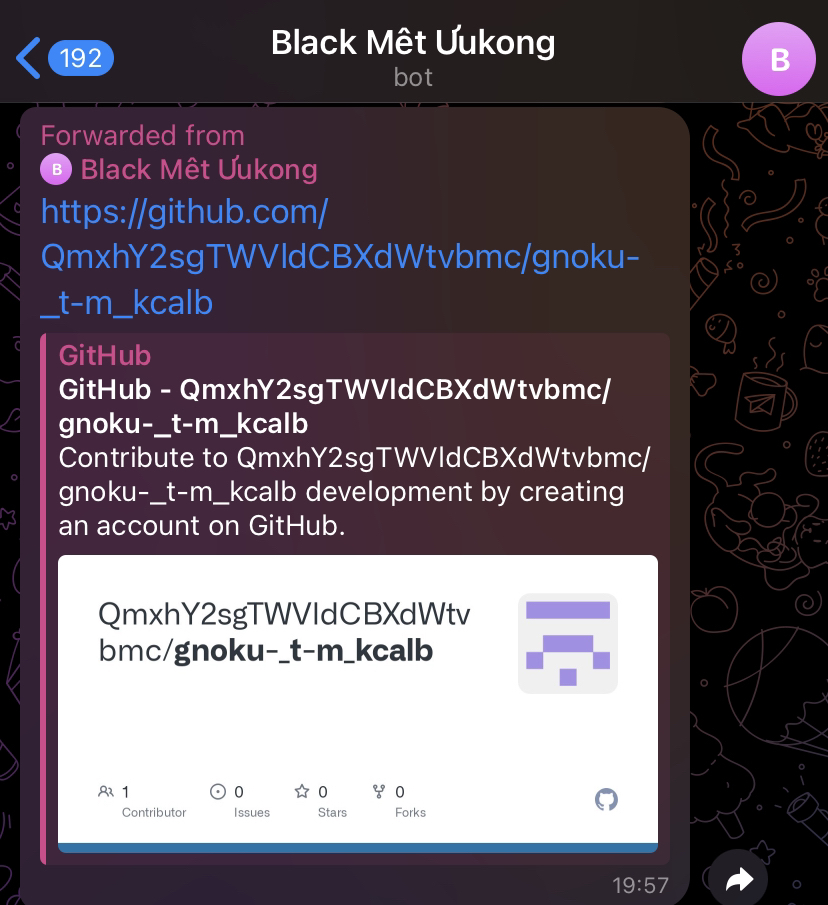 Black Mêt Ưukong
192
bot
B
Forwarded from
B Black Mêt Ưukong
https://github.com/
QmxhY2sgTWVldCBXdWtvbmc/gnoku-
_t-m_kcalb
GitHub
GitHub - QmxhY2sgTWVldCBXdWtvbmc/
gnoku-_t-m_kcalb
Contribute to QmxhY2sgTWVldCBXdWtvbmc/
gnoku-_t-m_kcalb development by creating
an account on GitHub.
QmxhY2sgTWVldCBXdWtv
bmc/gnoku-_t-m_kcalb
1
Contributor
0
Issues
0
Stars
0
Forks
19:57